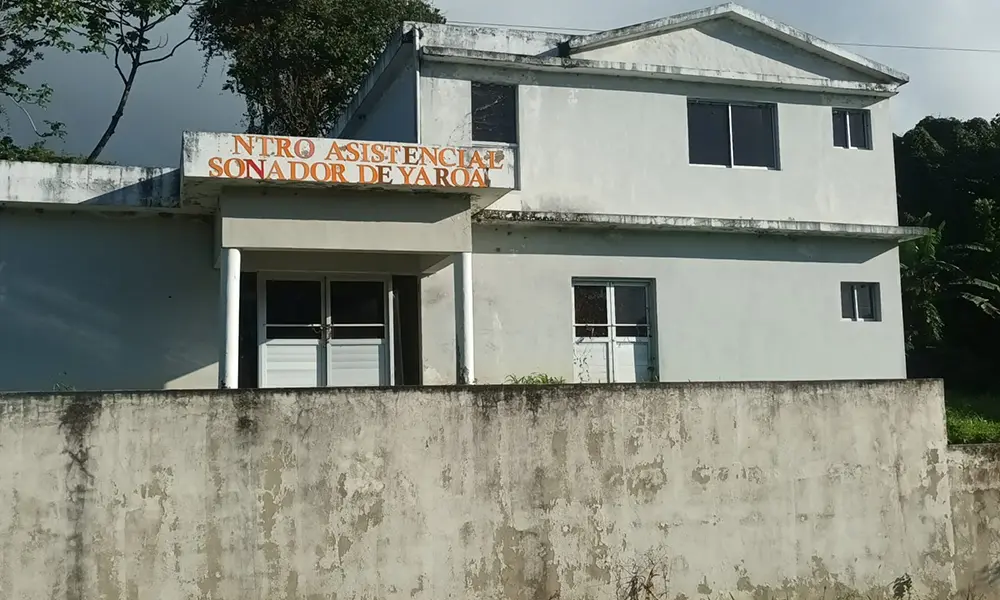 NTRO ASISTENCIAL
SONADOR DE YAROA